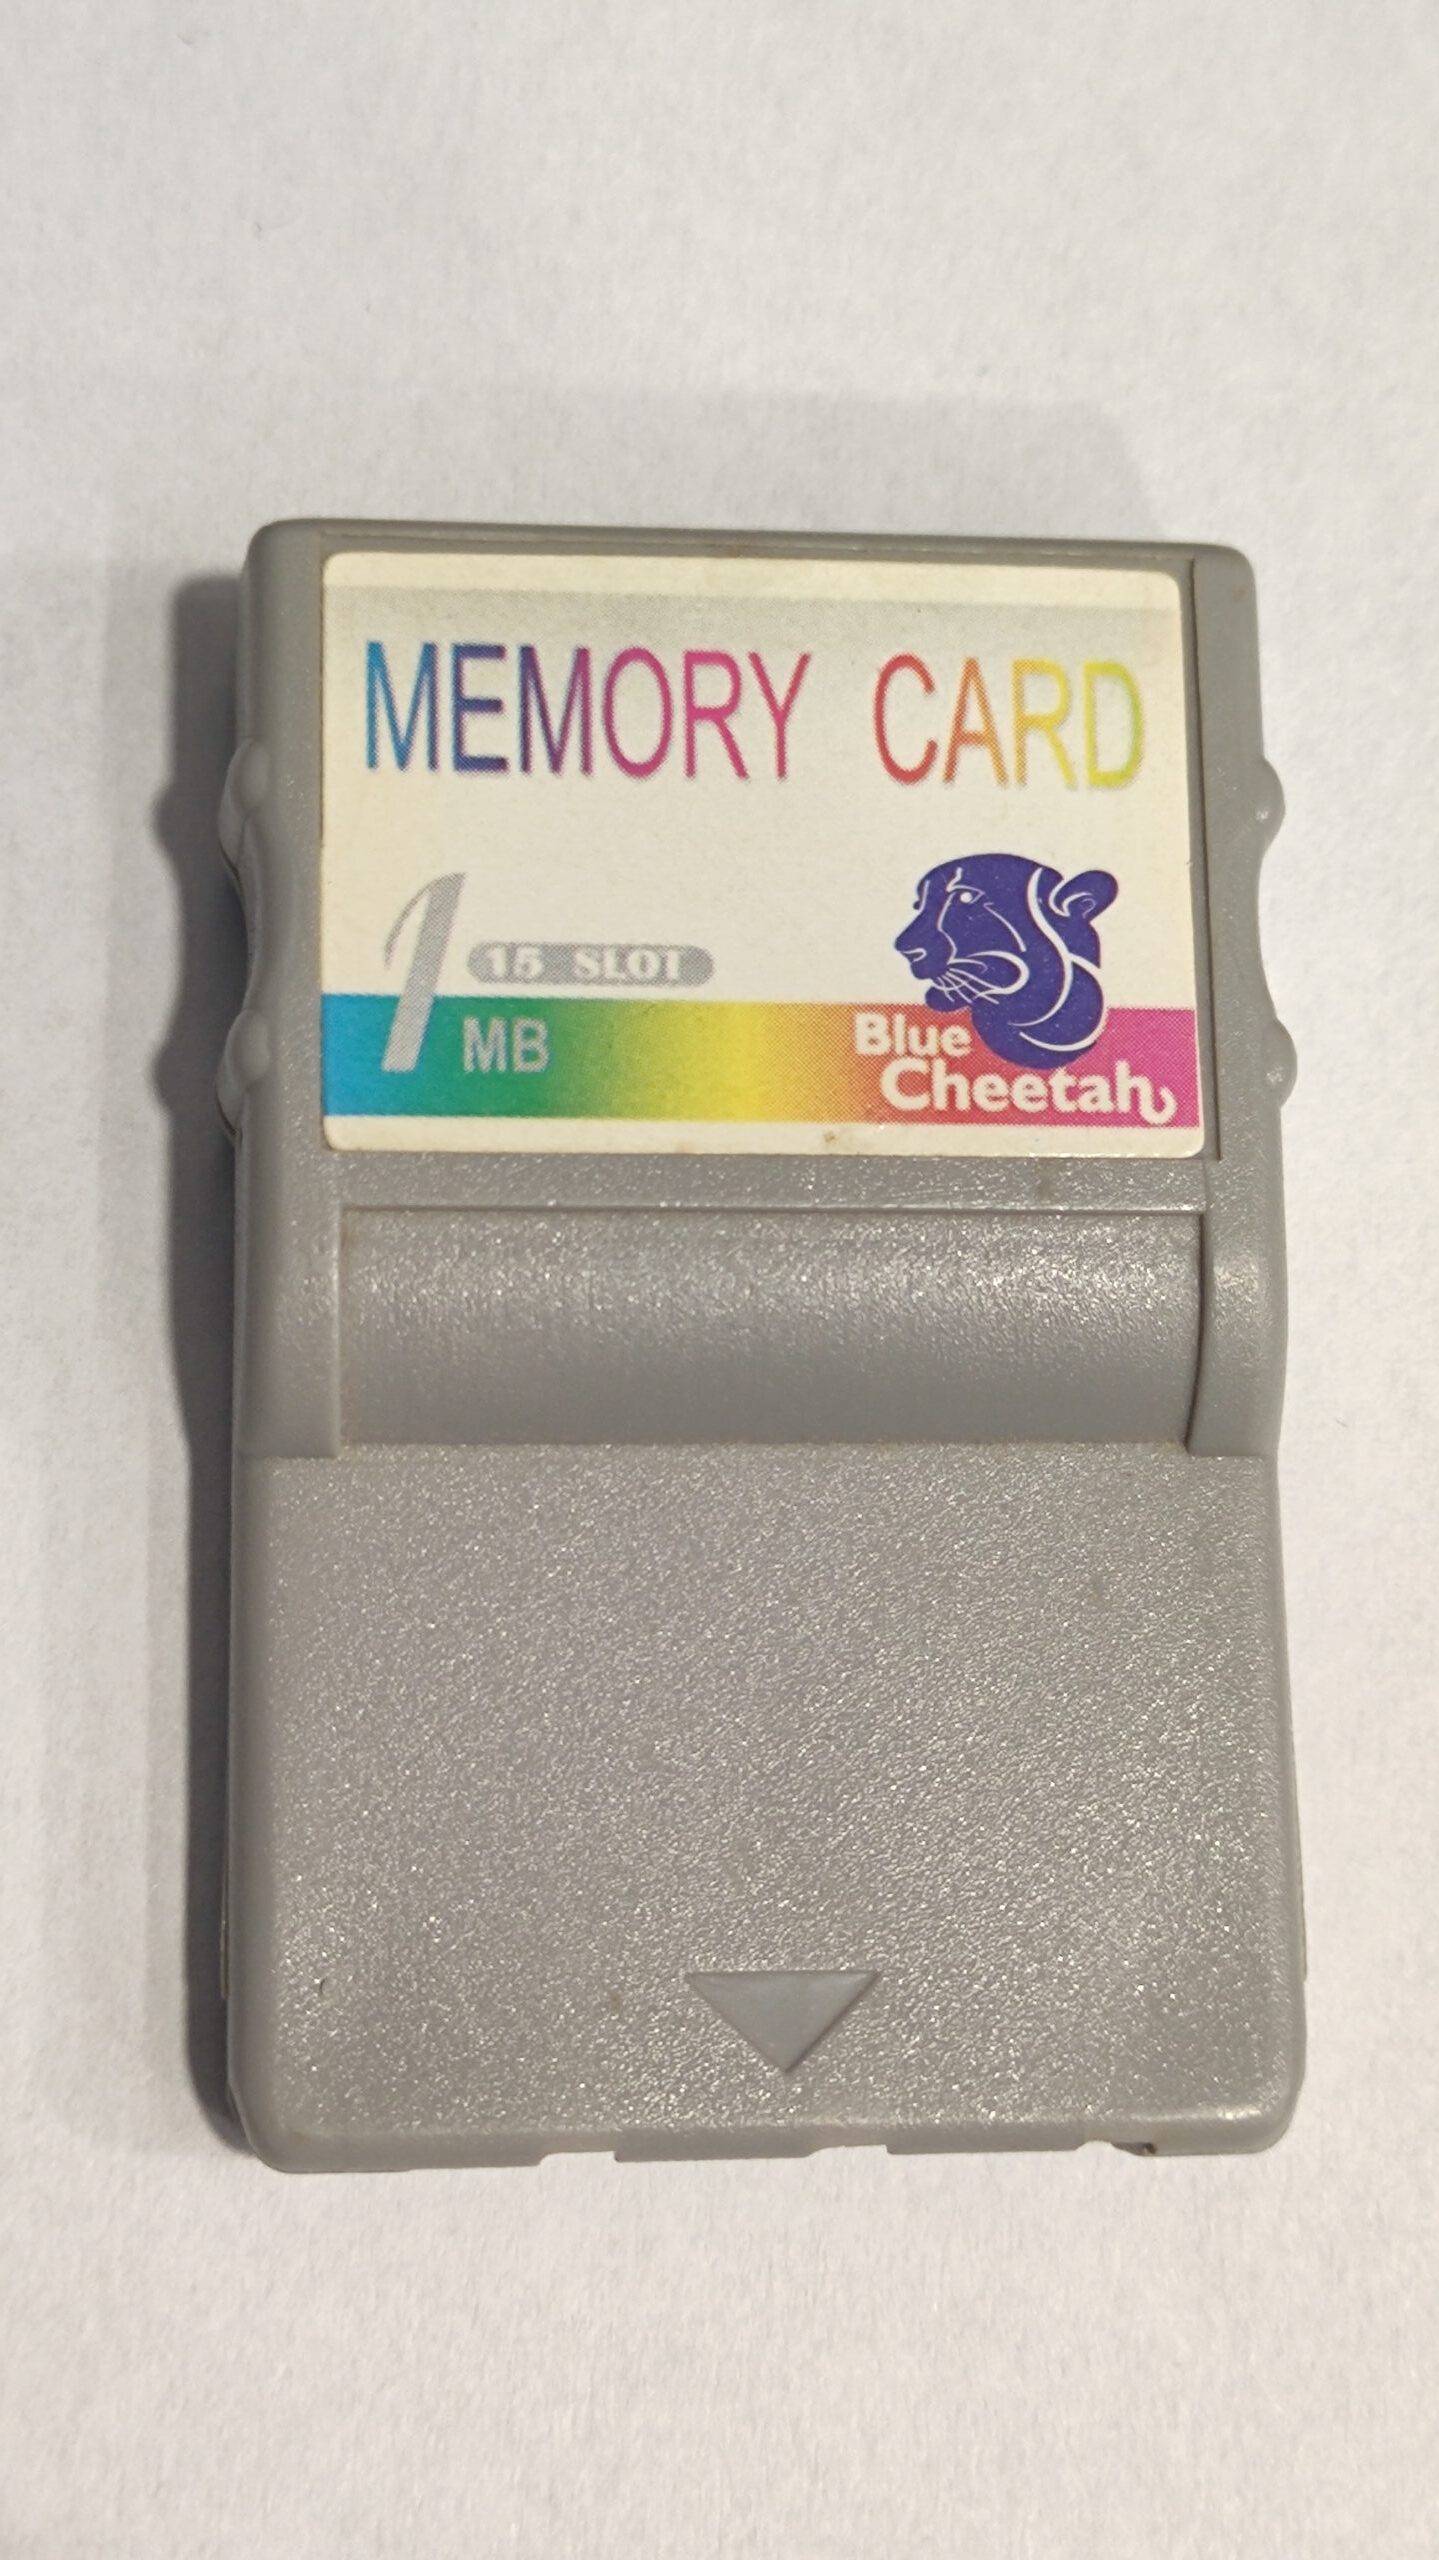 MEMORY CARD
1 15 SLOT
MB
Blue
Cheetah